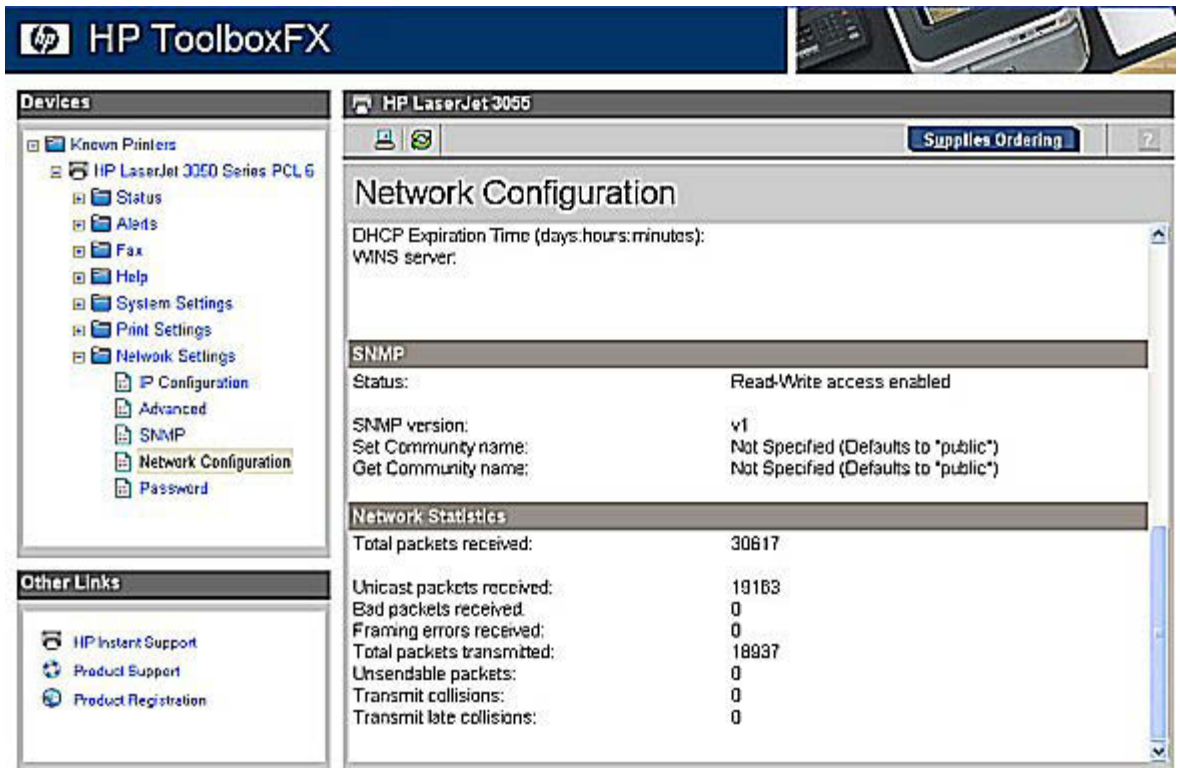 hp HP ToolboxFX
Devices
Known Printers
HP LaserJet 3050 Series PCL 6
Status
Alerts
Fax
Help
System Settings
Print Settings
Network Settings
IP Configuration
Advanced
SNMP
Network Configuration
Password
Other Links
HP Instant Support
Product Support
Product Registration
HP LaserJet 3055
Supplies Ordering ?
Network Configuration
DHCP Expiration Time (days:hours:minutes):
WINS server:
SNMP
Status: Read-Write access enabled
SNMP version: v1
Set Community name: Not Specified (Defaults to "public")
Get Community name: Not Specified (Defaults to "public")
Network Statistics
Total packets received: 30617
Unicast packets received: 19163
Bad packets received: 0
Framing errors received: 0
Total packets transmitted: 18937
Unsendable packets: 0
Transmit collisions: 0
Transmit late collisions: 0